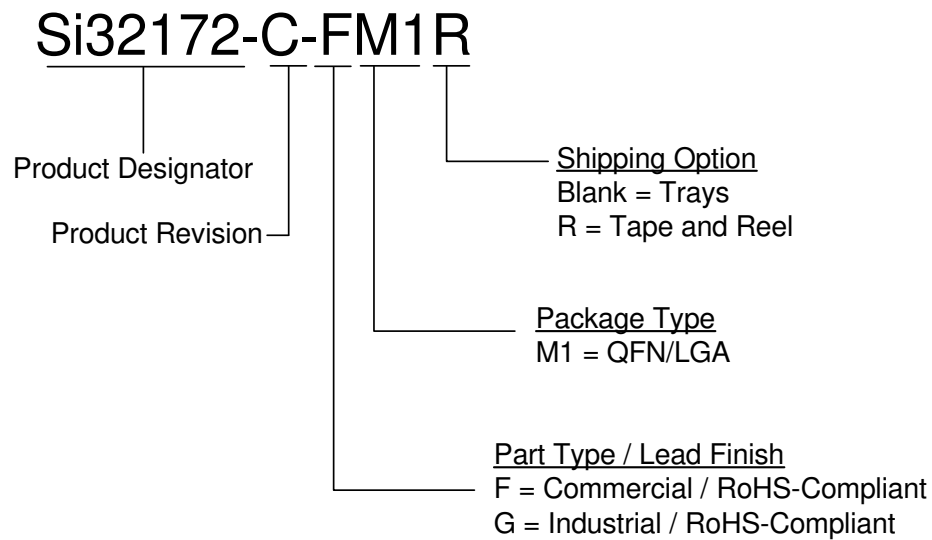 Si32172-C-FM1R
Product Designator
Product Revision
Shipping Option
Blank = Trays
R = Tape and Reel
Package Type
M1 = QFN/LGA
Part Type / Lead Finish
F = Commercial / RoHS-Compliant
G = Industrial / RoHS-Compliant